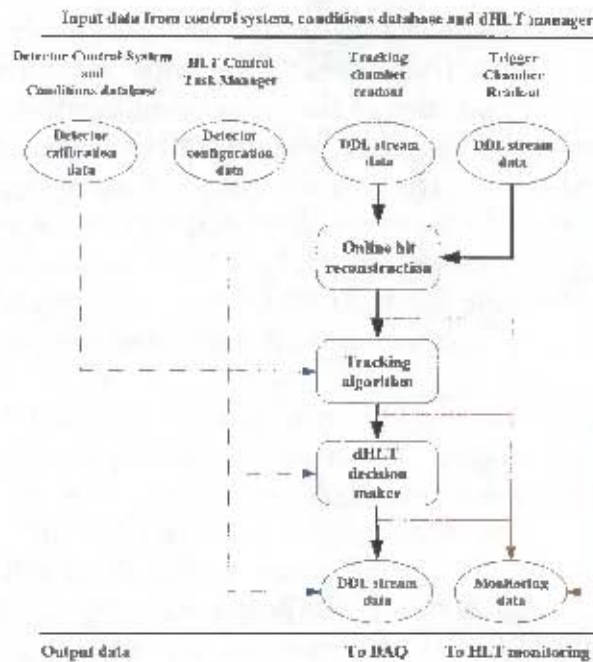 Input data from control system, conditions database and dHLT manager
Detector Control System
and
Conditions database
HLT Control
Task Manager
Tracking
chamber
readout
Trigger
Chamber
Readout
Detector
calibration
data
Detector
configuration
data
DDL stream
data
DDL stream
data
Online hit
reconstruction
Tracking
algorithm
dHLT
decision
maker
DDL stream
data
Monitoring
data
Output data
To DAQ
To HLT monitoring